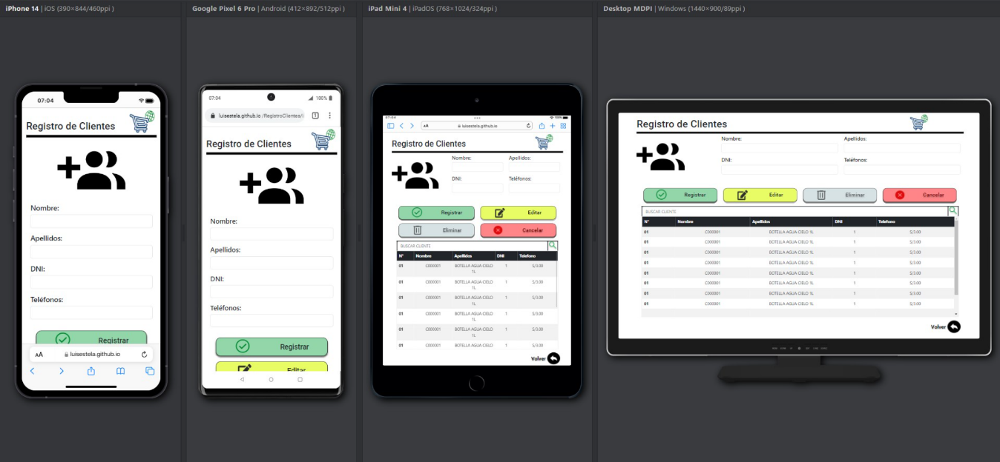 iPhone 14 | iOS (390×844/460ppi )
07:04
Registro de Clientes
Nombre:
Apellidos:
DNI:
Teléfonos:
Registrar
AA luisestela.github.io
Google Pixel 6 Pro | Android (412×892/512ppi )
07:04 100%
luisestela.github.io /RegistroClientes/i 1
Registro de Clientes
Nombre:
Apellidos:
DNI:
Teléfonos:
Registrar
Editar
iPad Mini 4 | iPadOS (768×1024/324ppi )
07:04 100%
AA luisestela.github.io
Registro de Clientes
Nombre: Apellidos:
DNI: Teléfonos:
Registrar Editar
Eliminar Cancelar
BUSCAR CLIENTE
N° Nombre Apellidos DNI Telefono
01 C000001 BOTELLA AGUA CIELO 1L 1 S/3.00
01 C000001 BOTELLA AGUA CIELO 1L 1 S/3.00
01 C000001 BOTELLA AGUA CIELO 1L 1 S/3.00
01 C000001 BOTELLA AGUA CIELO 1L 1 S/3.00
01 C000001 BOTELLA AGUA CIELO 1L 1 S/3.00
01 C000001 BOTELLA AGUA CIELO 1L 1 S/3.00
Volver
Desktop MDPI | Windows (1440×900/89ppi )
Registro de Clientes
Nombre: Apellidos:
DNI: Teléfonos:
Registrar Editar Eliminar Cancelar
BUSCAR CLIENTE
N° Nombre Apellidos DNI Telefono
01 C000001 BOTELLA AGUA CIELO 1L 1 S/3.00
01 C000001 BOTELLA AGUA CIELO 1L 1 S/3.00
01 C000001 BOTELLA AGUA CIELO 1L 1 S/3.00
01 C000001 BOTELLA AGUA CIELO 1L 1 S/3.00
01 C000001 BOTELLA AGUA CIELO 1L 1 S/3.00
01 C000001 BOTELLA AGUA CIELO 1L 1 S/3.00
01 C000001 BOTELLA AGUA CIELO 1L 1 S/3.00
01 C000001 BOTELLA AGUA CIELO 1L 1 S/3.00
Volver